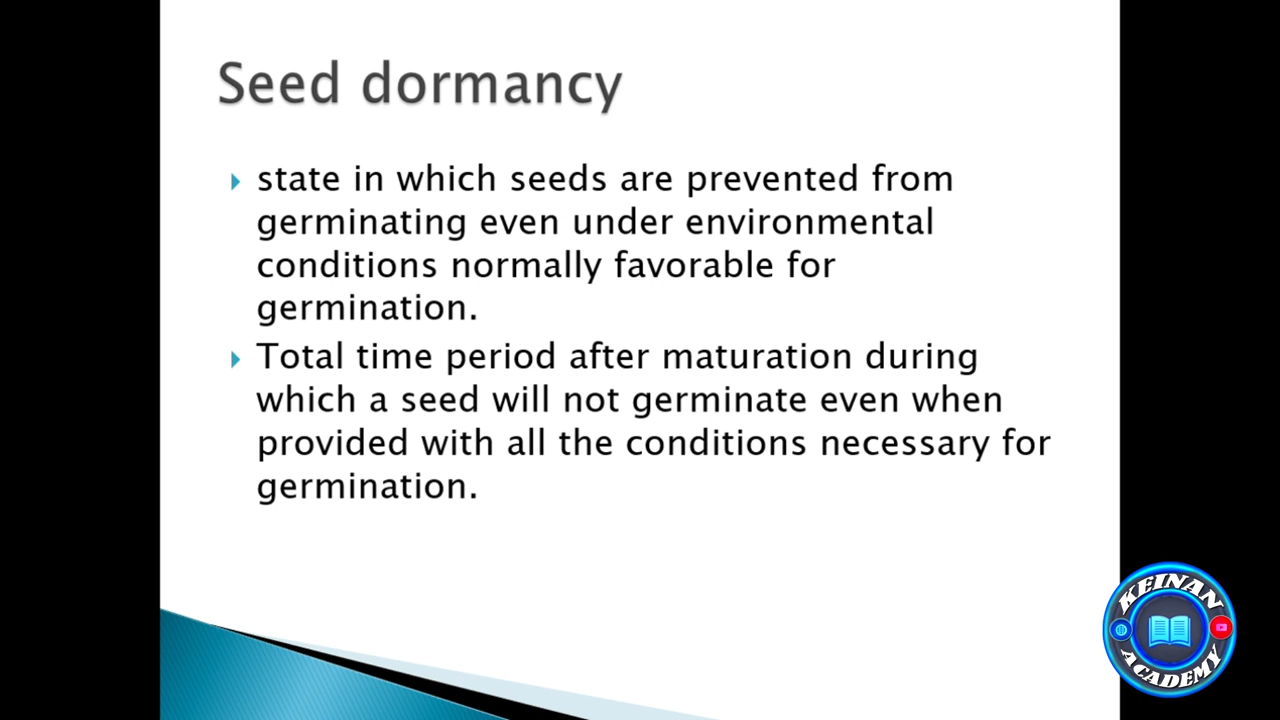 Seed dormancy
state in which seeds are prevented from
germinating even under environmental
conditions normally favorable for
germination.
Total time period after maturation during
which a seed will not germinate even when
provided with all the conditions necessary for
germination.
KEINAN
ACADEMY